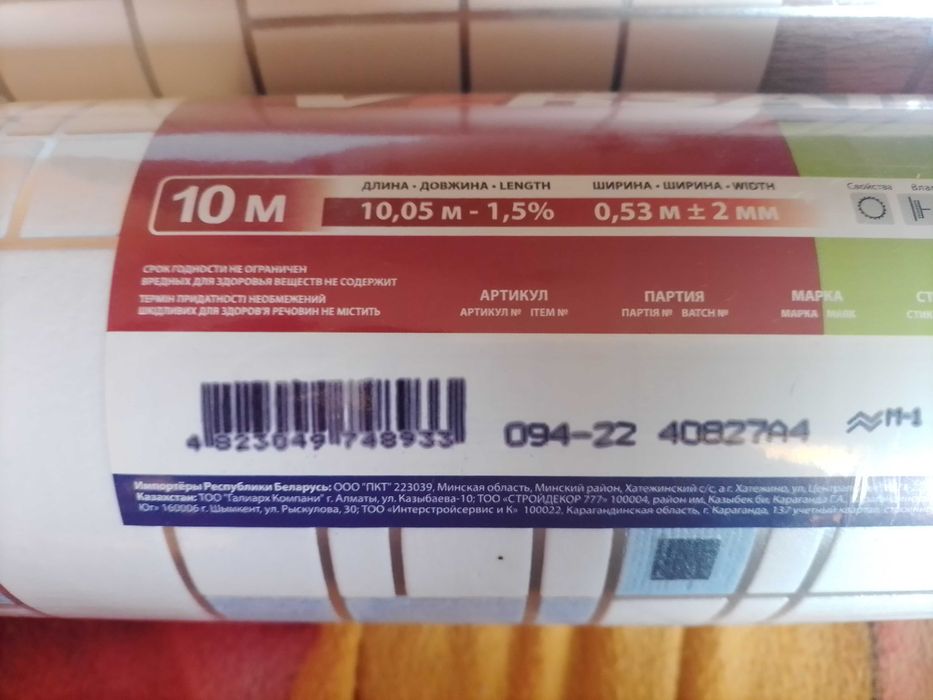 10 М
ДЛИНА • ДОВЖИНА • LENGTH
10,05 м - 1,5%
ШИРИНА • ШИРИНА • WIDTH
0,53 м ± 2 мм
Свойства
СРОК ГОДНОСТИ НЕ ОГРАНИЧЕН
ВРЕДНЫХ ДЛЯ ЗДОРОВЬЯ ВЕЩЕСТВ НЕ СОДЕРЖИТ
ТЕРМІН ПРИДАТНОСТІ НЕОБМЕЖЕНИЙ
ШКІДЛИВИХ ДЛЯ ЗДОРОВ'Я РЕЧОВИН НЕ МІСТИТЬ
АРТИКУЛ
АРТИКУЛ № ITEM №
ПАРТИЯ
ПАРТІЯ № BATCH №
МАРКА
МАРКА MARK
4 823049 748933
094-22 40827A4
М-1
Импортёры Республики Беларусь: ООО "ПКТ" 223039, Минская область, Минский район, Хатежинский с/с, аг. Хатежино, ул.
Казахстан: ТОО "Галиарх Компани" г. Алматы, ул. Казыбаева-10; ТОО «СТРОЙДЕКОР 777» 100004, район им. Казыбек би, Караганда Г.А.,
Юг» 160006 г. Шымкент, ул. Рыскулова, 30; ТОО «Интерстройсервис и К» 100022, Карагандинская область, г. Караганда, 137 учетный квартал,